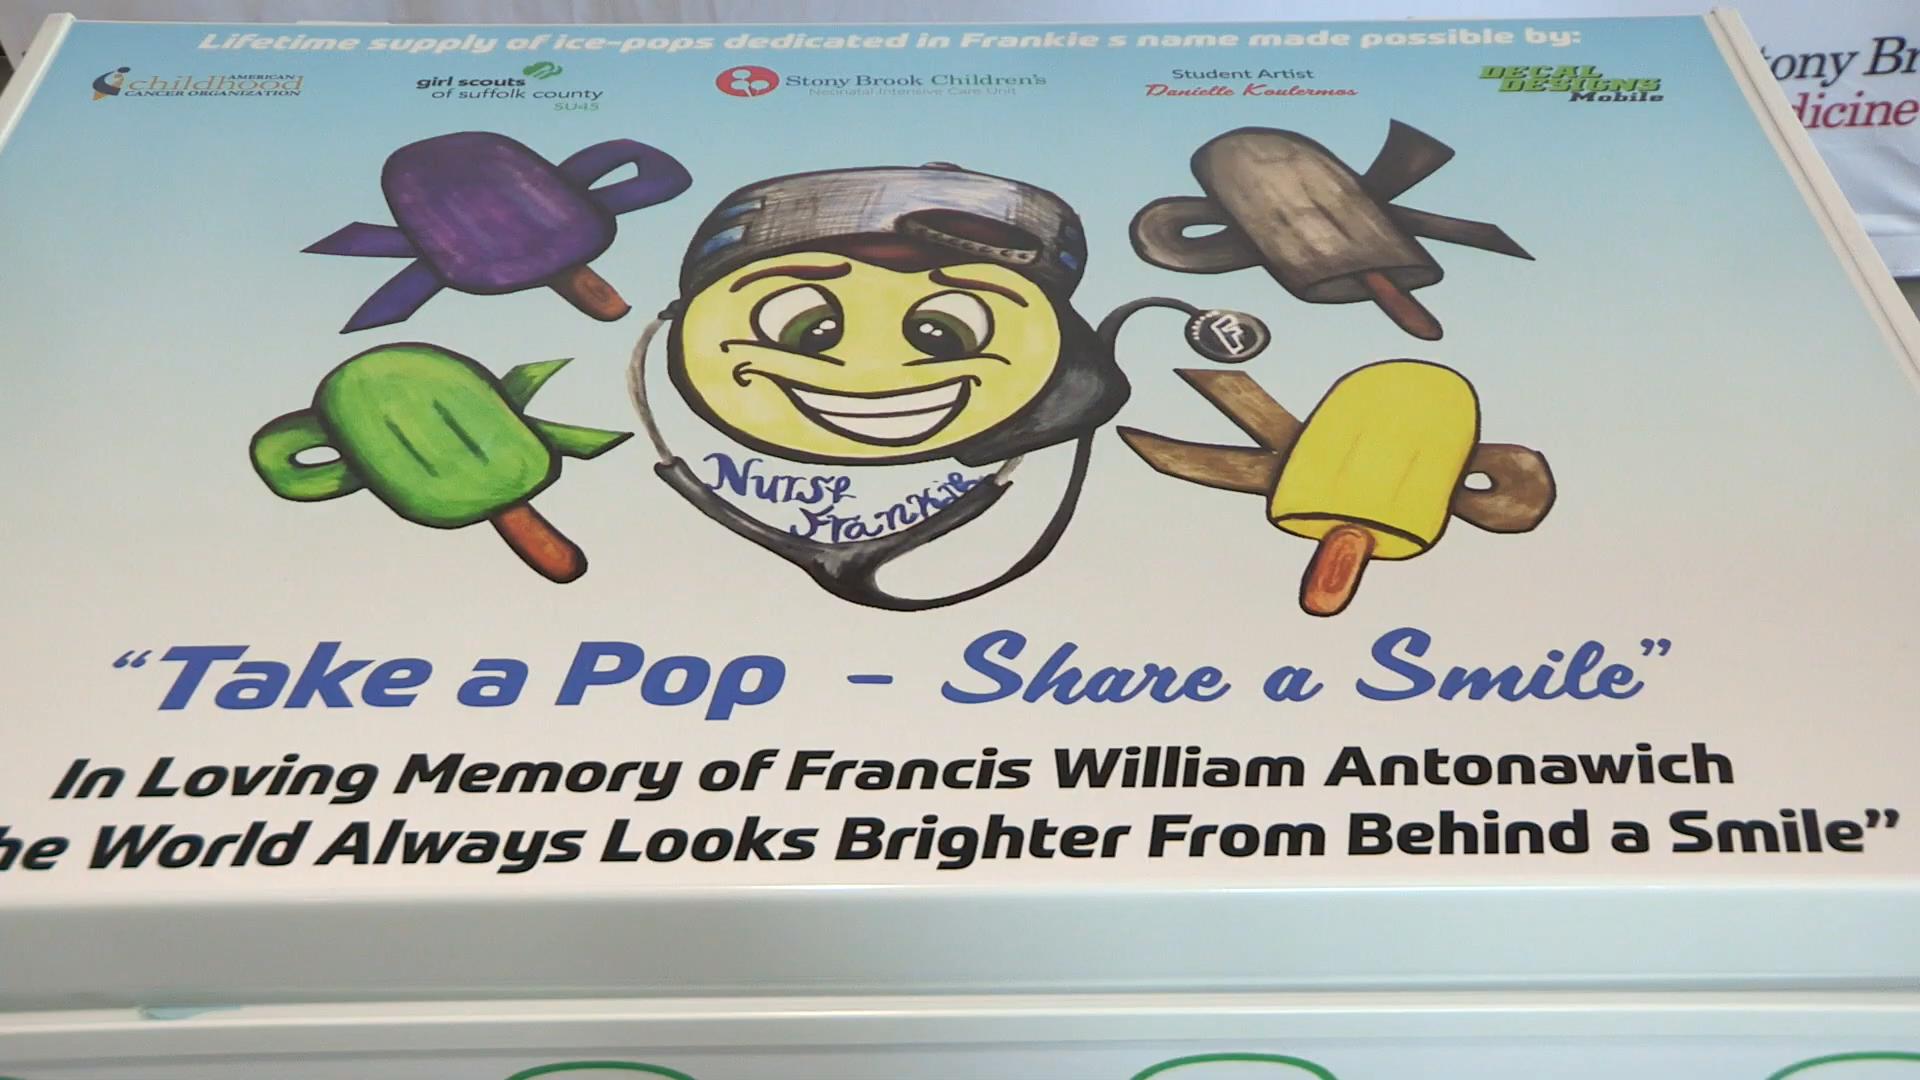 Lifetime supply of ice-pops dedicated in Frankie s name made possible by:
AMERICAN
childhood
CANCER ORGANIZATION
girl scouts
of suffolk county
SU45
Stony Brook Children's
Neonatal Intensive Care Unit
Student Artist
Danielle Koulermos
DECAL
DESIGNS
Mobile
ony Br
dicine
Nurse
Frankie
"Take a Pop - Share a Smile"
In Loving Memory of Francis William Antonawich
he World Always Looks Brighter From Behind a Smile"